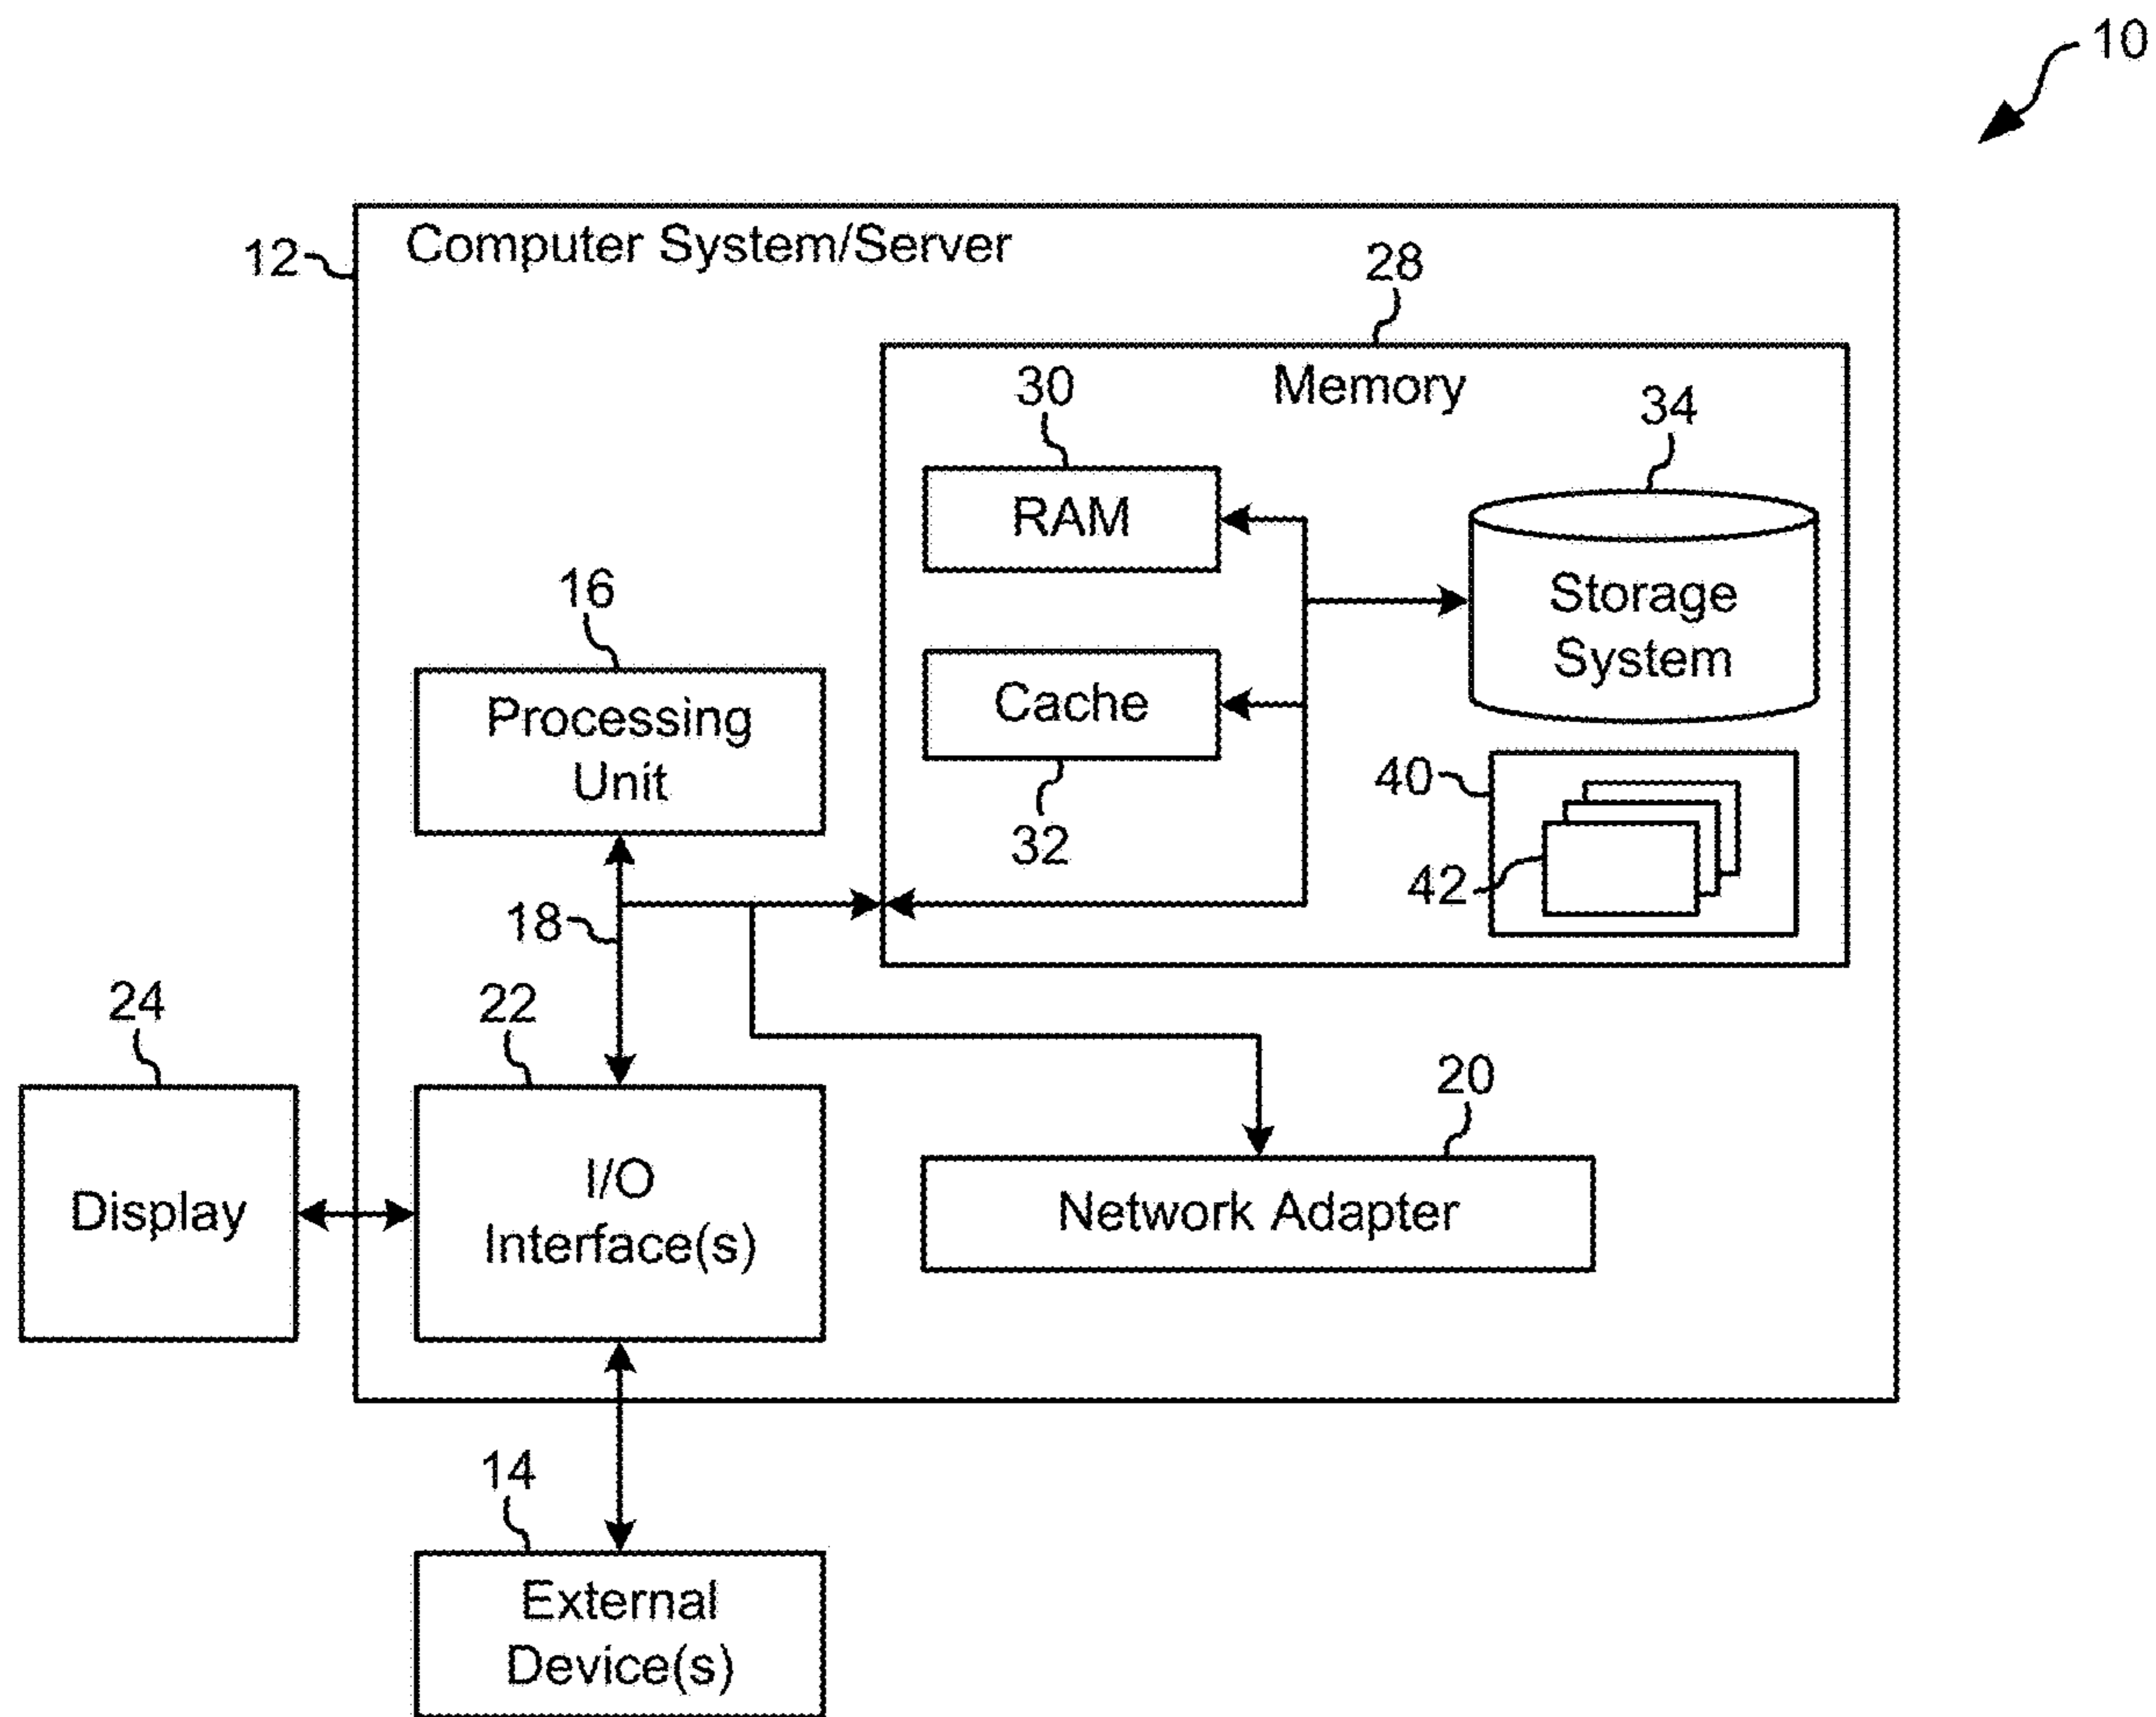 10
12
Computer System/Server
28
Memory
30
RAM
34
Storage
System
16
Processing
Unit
Cache
32
40
42
18
24
Display
22
I/O
Interface(s)
20
Network Adapter
14
External
Device(s)